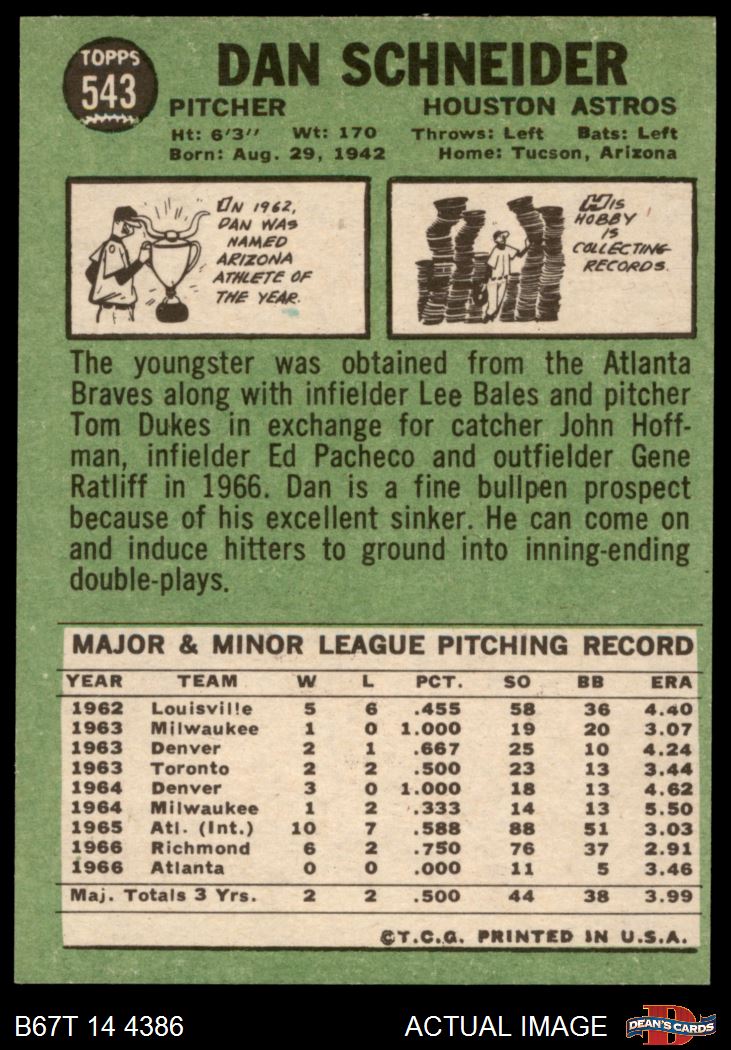 TOPPS
543
DAN SCHNEIDER
PITCHER HOUSTON ASTROS
Ht: 6'3" Wt: 170 Throws: Left Bats: Left
Born: Aug. 29, 1942 Home: Tucson, Arizona
IN 1962,
DAN WAS
NAMED
ARIZONA
ATHLETE OF
THE YEAR.
HIS
HOBBY
IS
COLLECTING
RECORDS.
The youngster was obtained from the Atlanta
Braves along with infielder Lee Bales and pitcher
Tom Dukes in exchange for catcher John Hoff-
man, infielder Ed Pacheco and outfielder Gene
Ratliff in 1966. Dan is a fine bullpen prospect
because of his excellent sinker. He can come on
and induce hitters to ground into inning-ending
double-plays.
MAJOR & MINOR LEAGUE PITCHING RECORD
YEAR TEAM W L PCT. SO BB ERA
1962 Louisville 5 6 .455 58 36 4.40
1963 Milwaukee 1 0 1.000 19 20 3.07
1963 Denver 2 1 .667 25 10 4.24
1963 Toronto 2 2 .500 23 13 3.44
1964 Denver 3 0 1.000 18 13 4.62
1964 Milwaukee 1 2 .333 14 13 5.50
1965 Atl. (Int.) 10 7 .588 88 51 3.03
1966 Richmond 6 2 .750 76 37 2.91
1966 Atlanta 0 0 .000 11 5 3.46
Maj. Totals 3 Yrs. 2 2 .500 44 38 3.99
©T.C.G. PRINTED IN U.S.A.
B67T 14 4386 ACTUAL IMAGE
D
DEAN'S CARDS